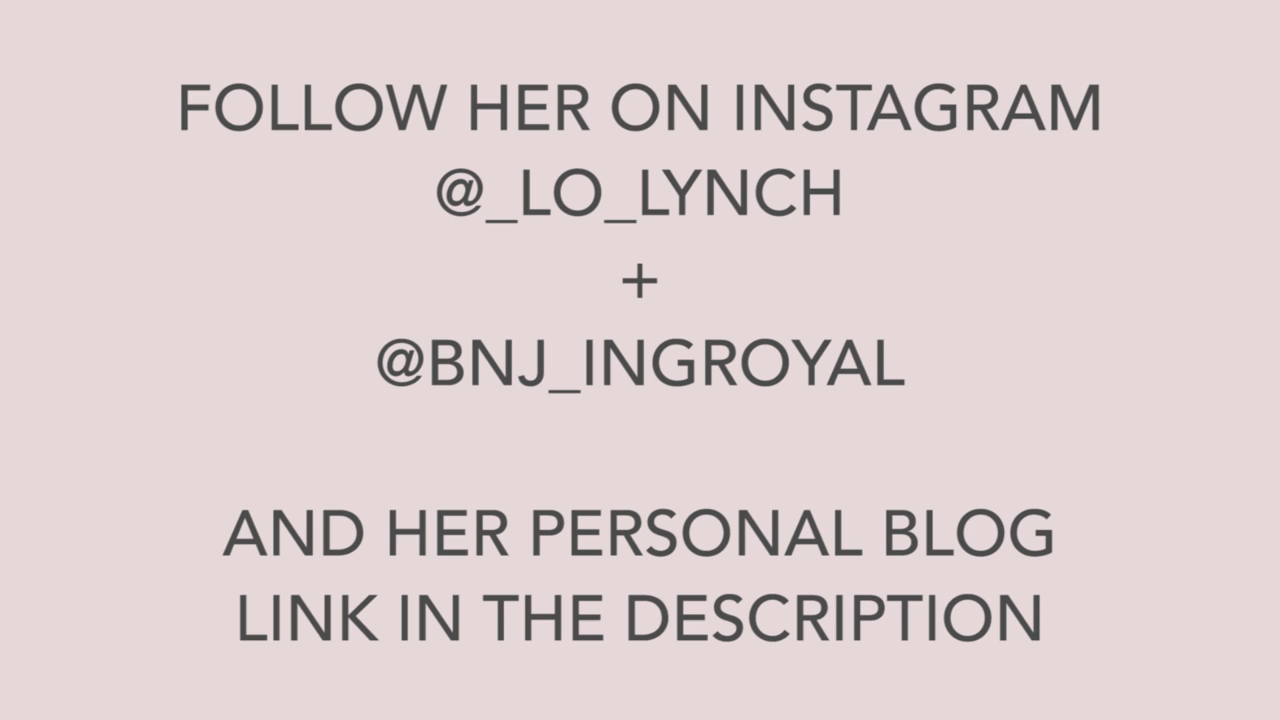 FOLLOW HER ON INSTAGRAM
@_LO_LYNCH
+
@BNJ_INGROYAL
AND HER PERSONAL BLOG
LINK IN THE DESCRIPTION